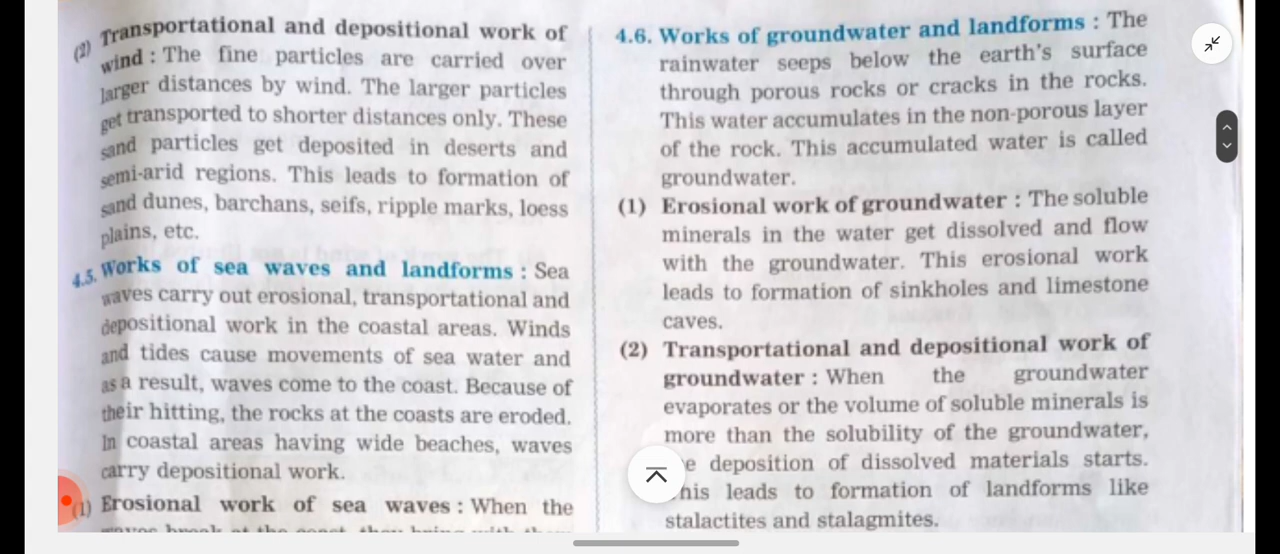 (2) Transportational and depositional work of
wind : The fine particles are carried over
larger distances by wind. The larger particles
get transported to shorter distances only. These
sand particles get deposited in deserts and
semi-arid regions. This leads to formation of
sand dunes, barchans, seifs, ripple marks, loess
plains, etc.
4.5. Works of sea waves and landforms : Sea
waves carry out erosional, transportational and
depositional work in the coastal areas. Winds
and tides cause movements of sea water and
as a result, waves come to the coast. Because of
their hitting, the rocks at the coasts are eroded.
In coastal areas having wide beaches, waves
carry depositional work.
(1) Erosional work of sea waves : When the
4.6. Works of groundwater and landforms : The
rainwater seeps below the earth's surface
through porous rocks or cracks in the rocks.
This water accumulates in the non-porous layer
of the rock. This accumulated water is called
groundwater.
(1) Erosional work of groundwater : The soluble
minerals in the water get dissolved and flow
with the groundwater. This erosional work
leads to formation of sinkholes and limestone
caves.
(2) Transportational and depositional work of
groundwater : When the groundwater
evaporates or the volume of soluble minerals is
more than the solubility of the groundwater,
e deposition of dissolved materials starts.
his leads to formation of landforms like
stalactites and stalagmites.